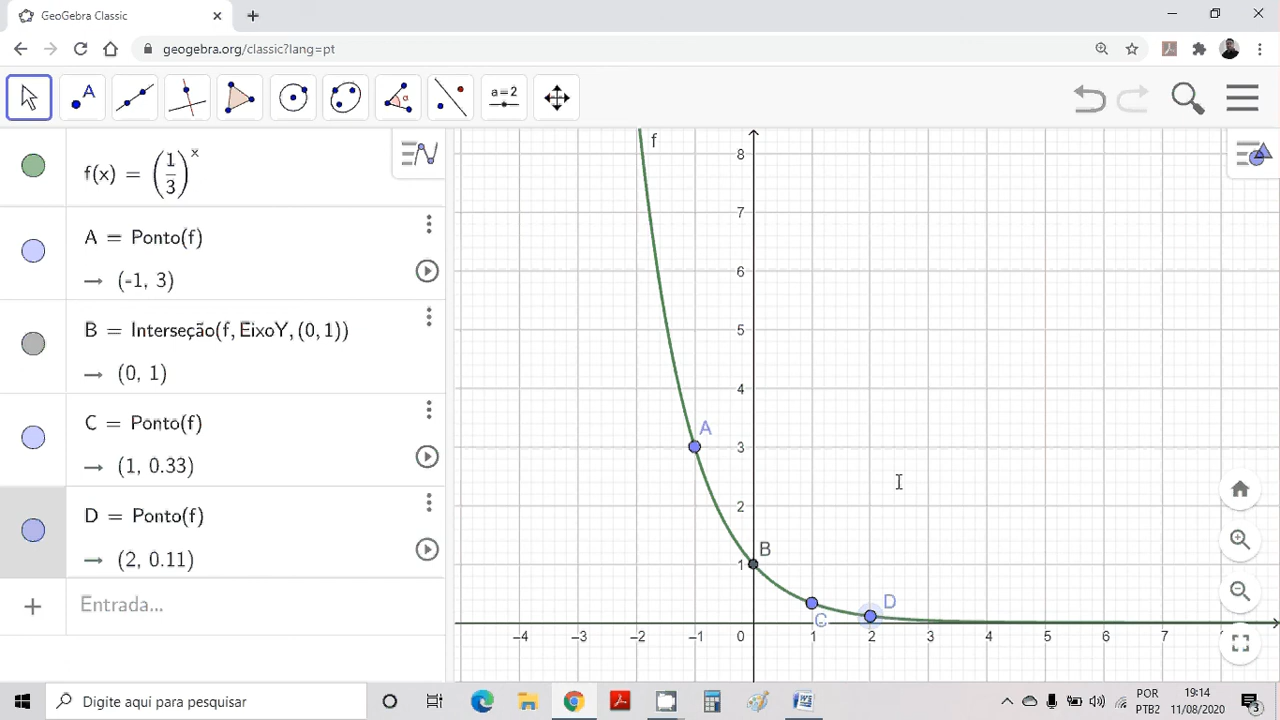 GeoGebra Classic
geogebra.org/classic?lang=pt
A
α
a=2
f(x) = (1/3)^x
A = Ponto(f)
→ (-1, 3)
B = Interseção(f, EixoY, (0, 1))
→ (0, 1)
C = Ponto(f)
→ (1, 0.33)
D = Ponto(f)
→ (2, 0.11)
+ Entrada...
f
8
7
6
5
4
3
2
1
A
B
C
D
−4 −3 −2 −1 0 1 2 3 4 5 6 7
Digite aqui para pesquisar
POR
PTB2
19:14
11/08/2020
3